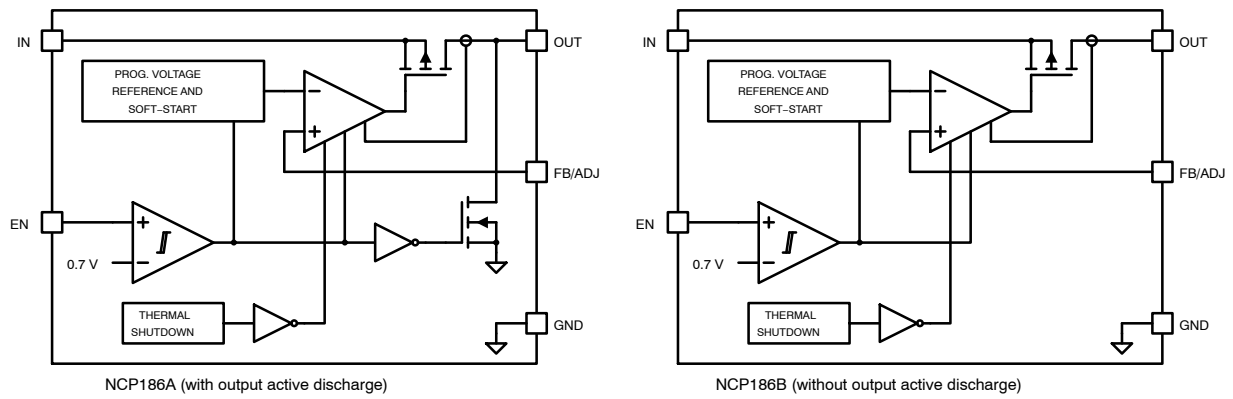 IN
OUT
PROG. VOLTAGE
REFERENCE AND
SOFT−START
−
+
FB/ADJ
EN
+
0.7 V
−
THERMAL
SHUTDOWN
GND
NCP186A (with output active discharge)
IN
OUT
PROG. VOLTAGE
REFERENCE AND
SOFT−START
−
+
FB/ADJ
EN
+
0.7 V
−
THERMAL
SHUTDOWN
GND
NCP186B (without output active discharge)